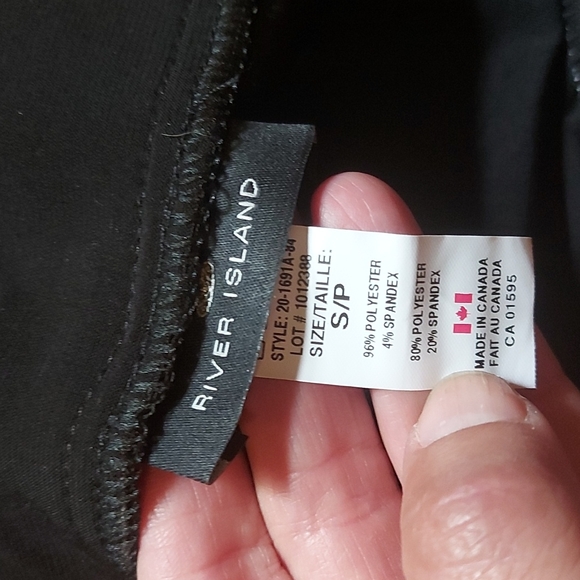 RIVER ISLAND
STYLE: 20-1691A-84
LOT # 1012388
SIZE/TAILLE:
S/P
96% POLYESTER
4% SPANDEX
80% POLYESTER
20% SPANDEX
MADE IN CANADA
FAIT AU CANADA
CA 01595